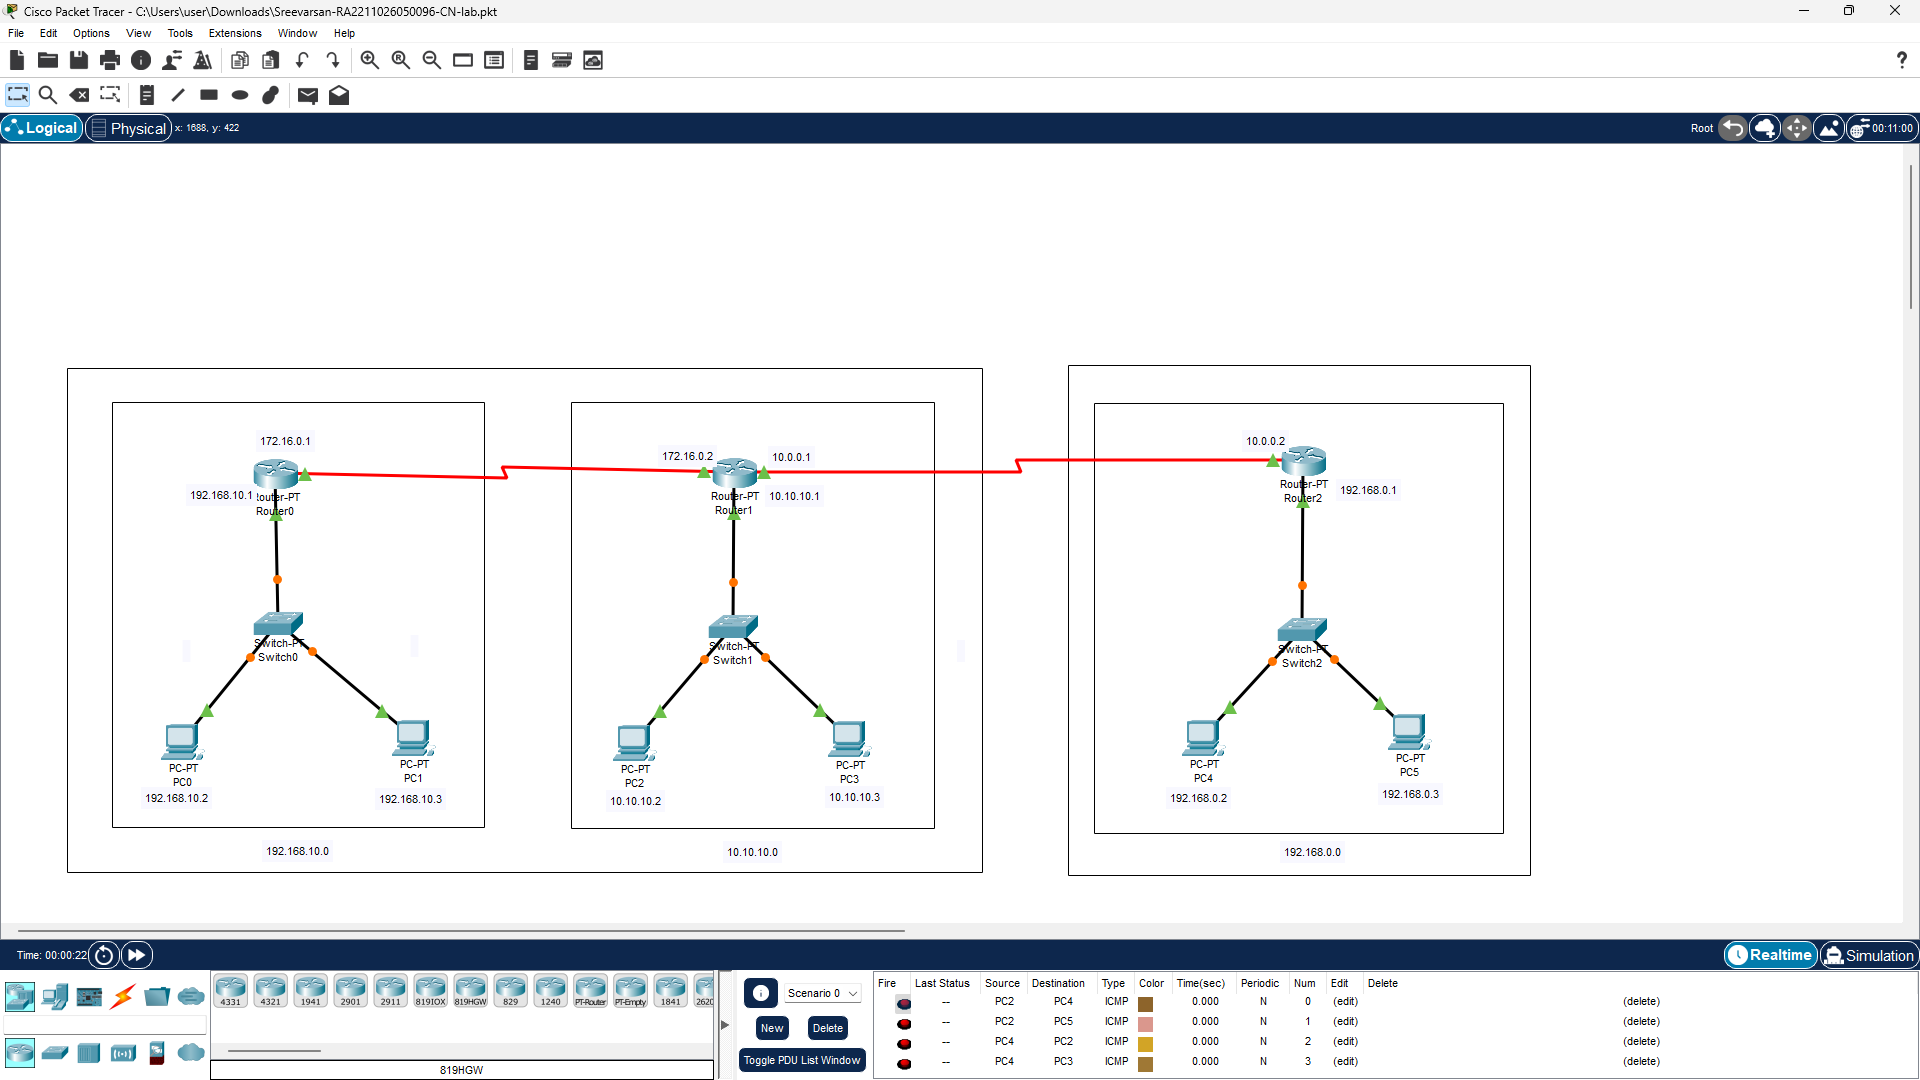 Cisco Packet Tracer - C:\Users\user\Downloads\Sreevarsan-RA2211026050096-CN-lab.pkt
File Edit Options View Tools Extensions Window Help
Logical Physical x: 1688, y: 422 Root 00:11:00
172.16.0.1
192.168.10.1
Router-PT
Router0
172.16.0.2 10.0.0.1
Router-PT 10.10.10.1
Router1
10.0.0.2
Router-PT 192.168.0.1
Router2
Switch-PT
Switch0
Switch-PT
Switch1
Switch-PT
Switch2
PC-PT
PC0
192.168.10.2
PC-PT
PC1
192.168.10.3
PC-PT
PC2
10.10.10.2
PC-PT
PC3
10.10.10.3
PC-PT
PC4
192.168.0.2
PC-PT
PC5
192.168.0.3
192.168.10.0
10.10.10.0
192.168.0.0
Time: 00:00:22 Realtime Simulation
4331 4321 1941 2901 2911 819IOX 819HGW 829 1240 PT-Router PT-Empty 1841 2620
819HGW
Scenario 0
New Delete
Toggle PDU List Window
Fire Last Status Source Destination Type Color Time(sec) Periodic Num Edit Delete
-- PC2 PC4 ICMP 0.000 N 0 (edit) (delete)
-- PC2 PC5 ICMP 0.000 N 1 (edit) (delete)
-- PC4 PC2 ICMP 0.000 N 2 (edit) (delete)
-- PC4 PC3 ICMP 0.000 N 3 (edit) (delete)